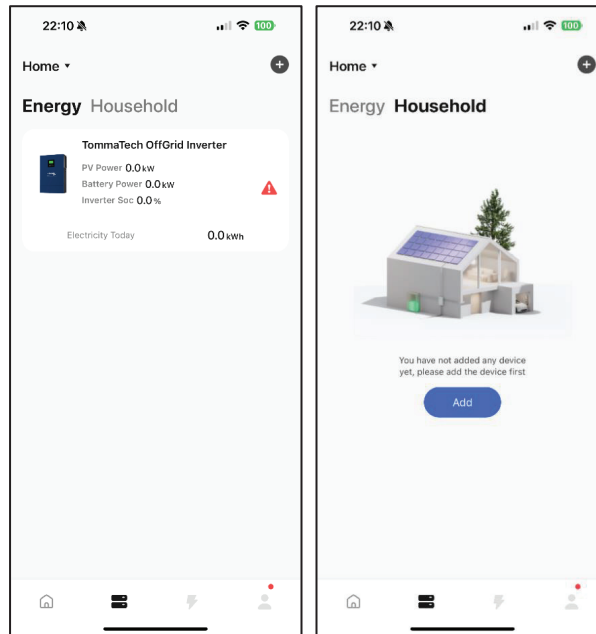 22:10
100
Home
Energy Household
TommaTech OffGrid Inverter
PV Power 0.0 kW
Battery Power 0.0 kW
Inverter Soc 0.0 %
Electricity Today 0.0 kWh
22:10
100
Home
Energy Household
You have not added any device
yet, please add the device first
Add